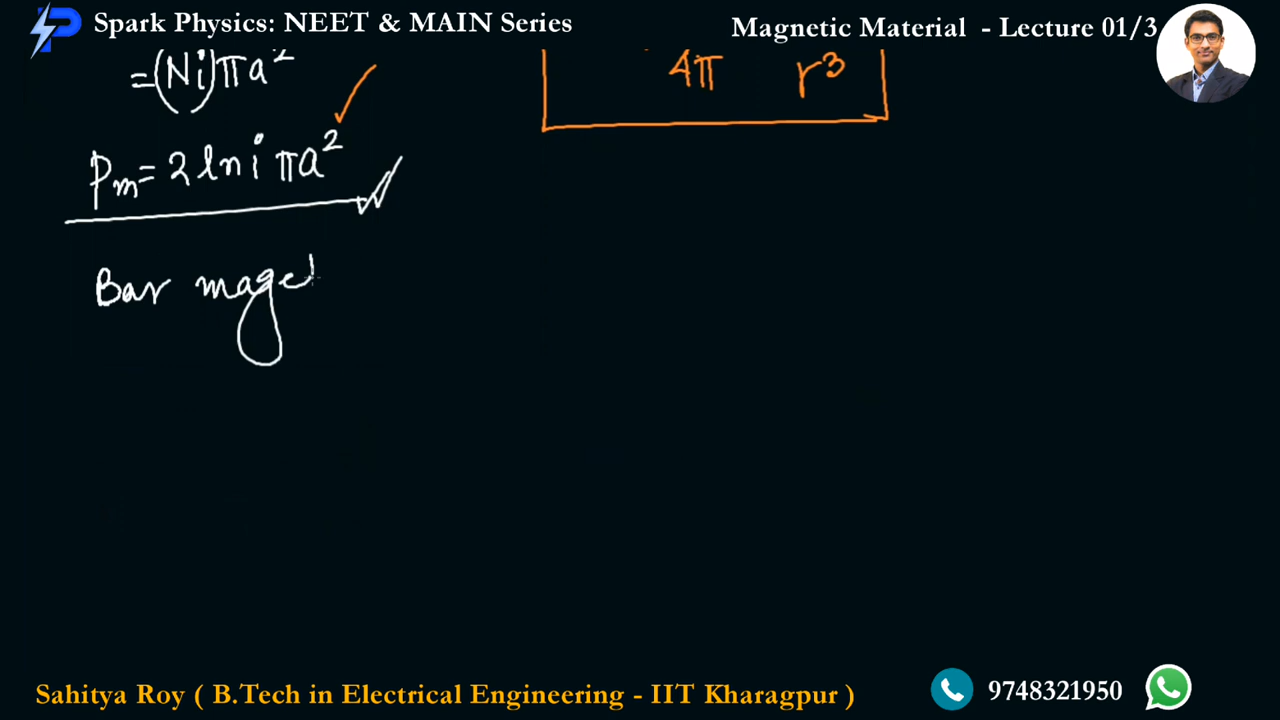 Spark Physics: NEET & MAIN Series
Magnetic Material - Lecture 01/3
=(Ni)πa²
4π r³
Pm= 2lni πa²
Bar maget
Sahitya Roy ( B.Tech in Electrical Engineering - IIT Kharagpur )
9748321950